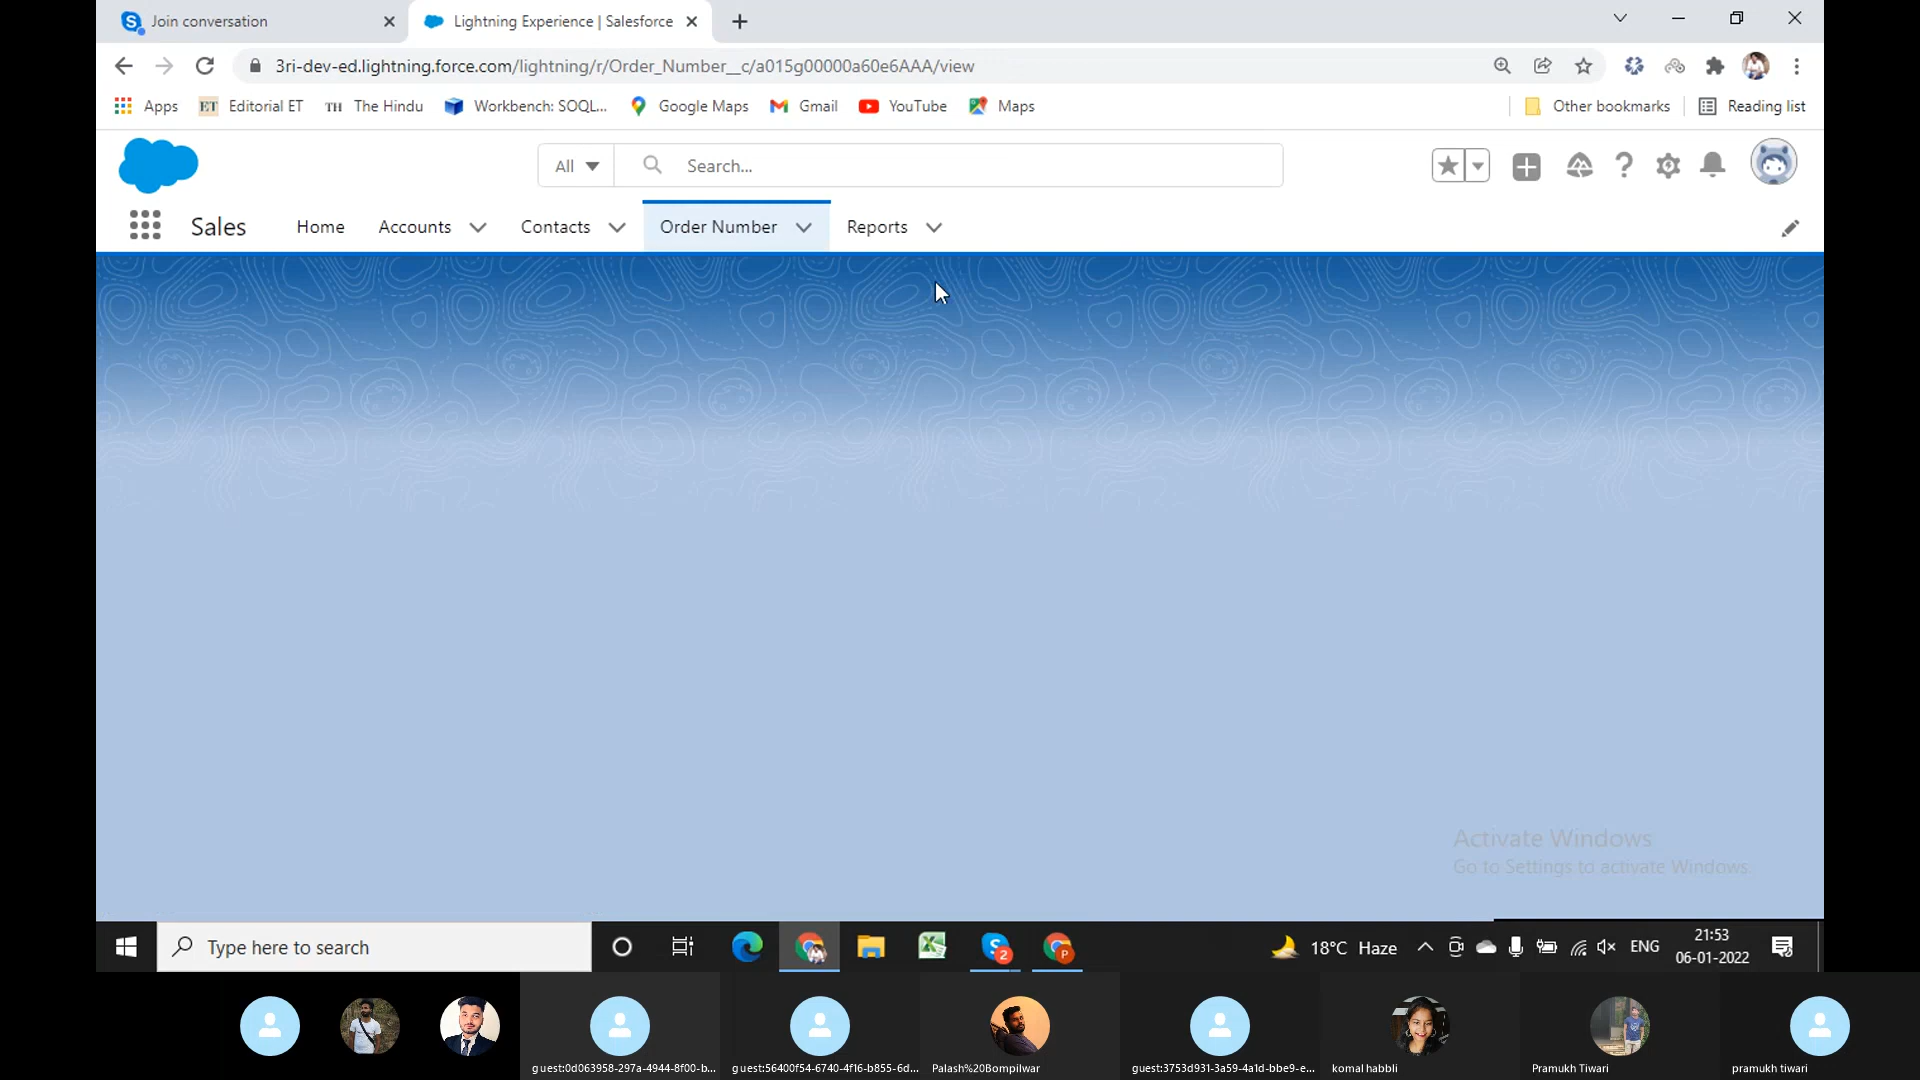 Join conversation
Lightning Experience | Salesforce
3ri-dev-ed.lightning.force.com/lightning/r/Order_Number__c/a015g00000a60e6AAA/view
Apps
ET Editorial ET
TH The Hindu
Workbench: SOQL...
Google Maps
Gmail
YouTube
Maps
Other bookmarks
Reading list
All
Search...
Sales
Home
Accounts
Contacts
Order Number
Reports
Activate Windows
Go to Settings to activate Windows.
Type here to search
P
2
18°C Haze
ENG
21:53
06-01-2022
guest:0d063958-297a-4944-8f00-b...
guest:56400f54-6740-4f16-b855-6d...
Palash%20Bompilwar
guest:3753d931-3a59-4a1d-bbe9-e...
komal habbli
Pramukh Tiwari
pramukh tiwari